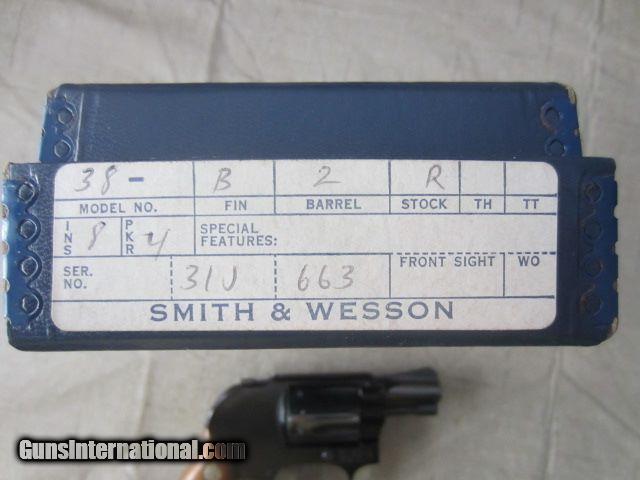 38 - B 2 R
MODEL NO. FIN BARREL STOCK TH TT
INS 8 PKR 4 SPECIAL FEATURES:
SER. NO. 31J 663 FRONT SIGHT WO
SMITH & WESSON
GunsInternational.com